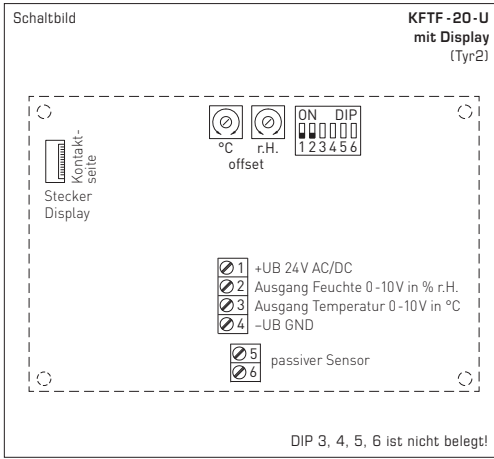 Schaltbild
KFTF-20-U
mit Display
(Tyr2)
ON DIP
1 2 3 4 5 6
°C r.H.
offset
Kontakt-
seite
Stecker
Display
1 +UB 24V AC/DC
2 Ausgang Feuchte 0-10V in % r.H.
3 Ausgang Temperatur 0-10V in °C
4 –UB GND
5
passiver Sensor
6
DIP 3, 4, 5, 6 ist nicht belegt!